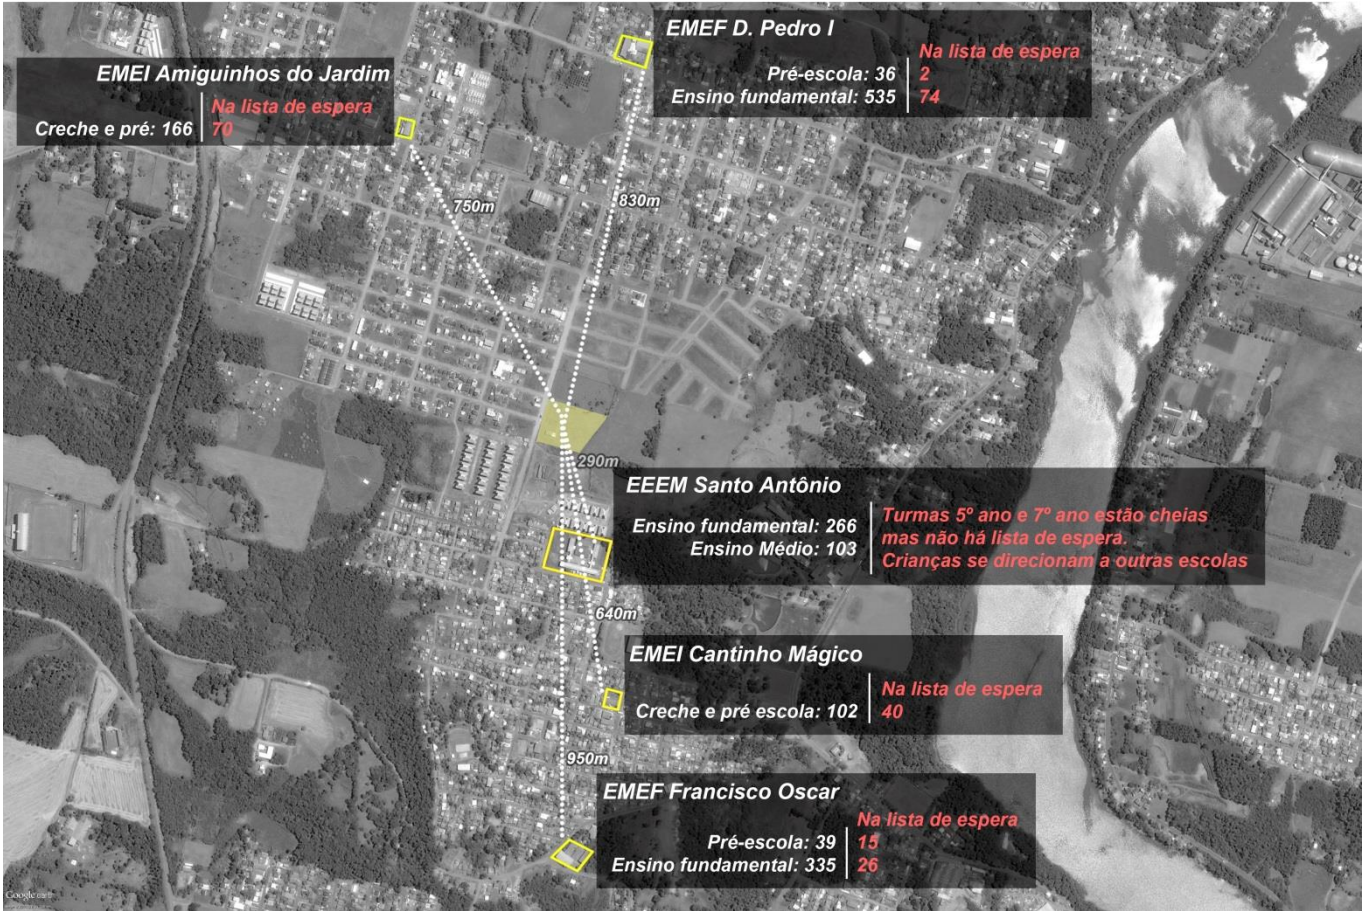 EMEF D. Pedro I
Na lista de espera
Pré-escola: 36 2
Ensino fundamental: 535 74
EMEI Amiguinhos do Jardim
Na lista de espera
Creche e pré: 166 70
750m
830m
290m
EEEM Santo Antônio
Ensino fundamental: 266
Ensino Médio: 103
Turmas 5º ano e 7º ano estão cheias
mas não há lista de espera.
Crianças se direcionam a outras escolas
640m
EMEI Cantinho Mágico
Na lista de espera
Creche e pré escola: 102 40
950m
EMEF Francisco Oscar
Na lista de espera
Pré-escola: 39 15
Ensino fundamental: 335 26
Google earth